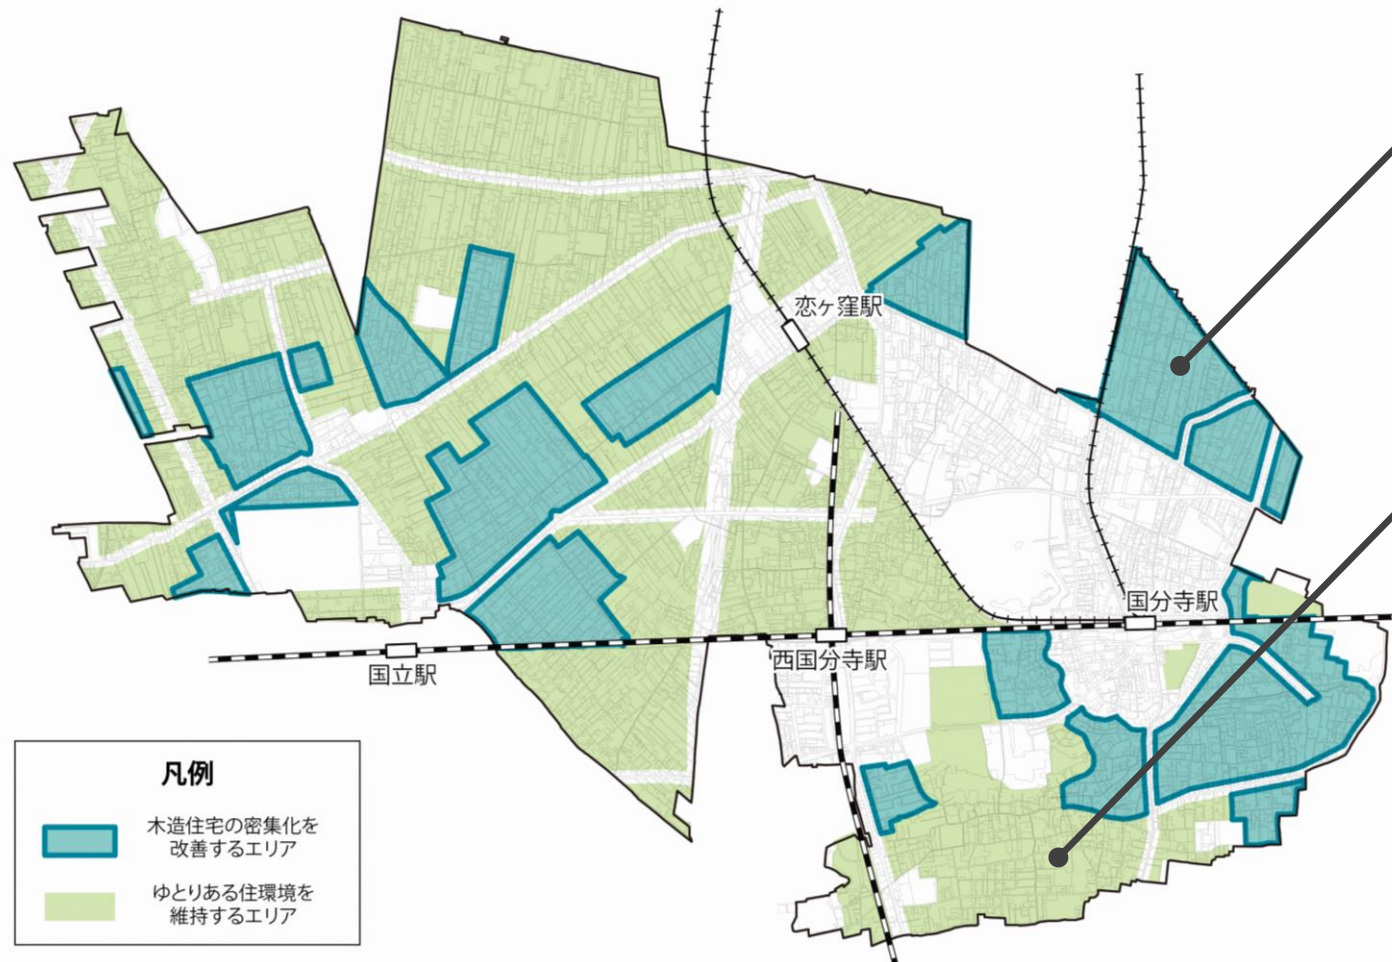 恋ヶ窪駅
国分寺駅
西国分寺駅
国立駅
凡例
木造住宅の密集化を
改善するエリア
ゆとりある住環境を
維持するエリア